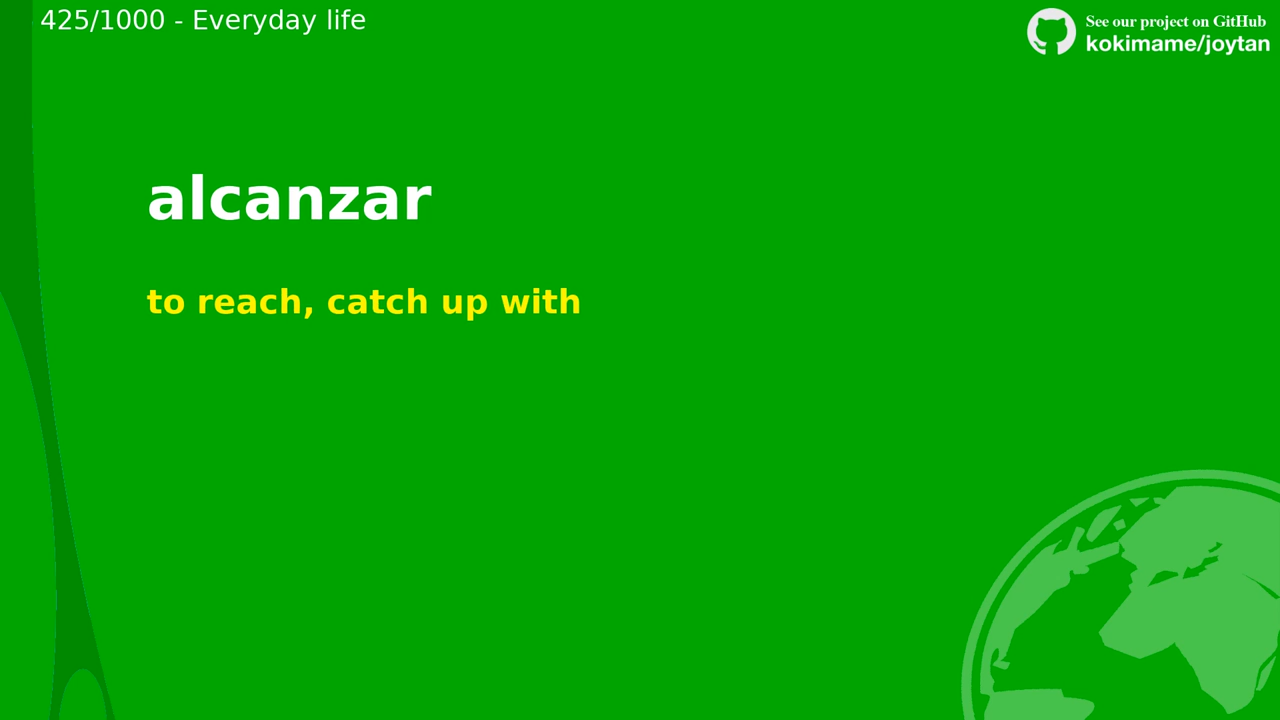 425/1000 - Everyday life
See our project on GitHub
kokimame/joytan
alcanzar
to reach, catch up with